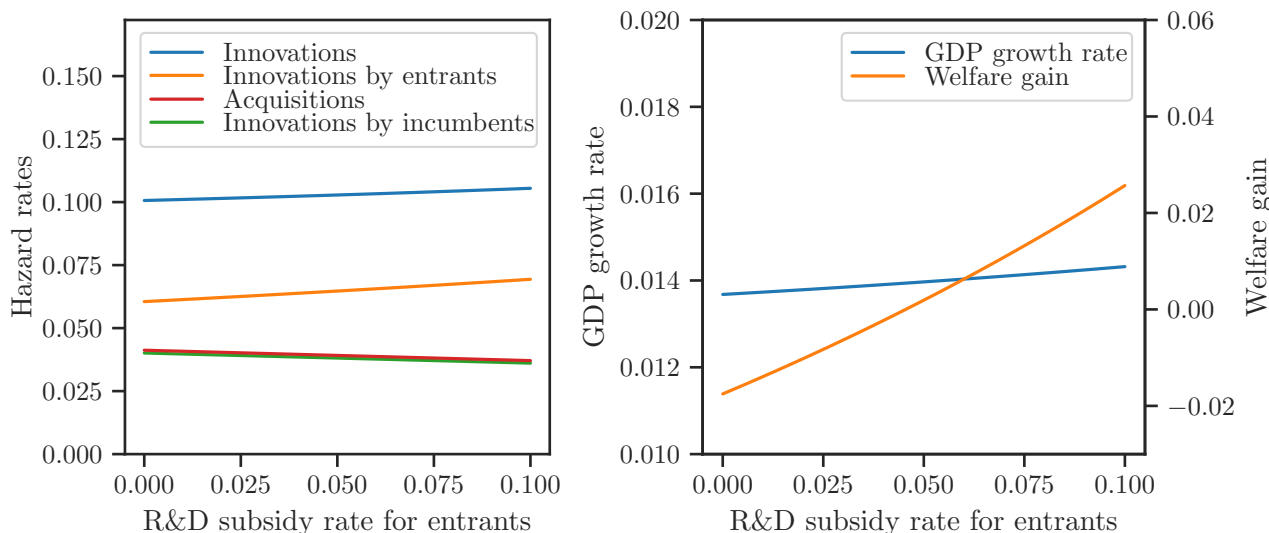 Innovations
Innovations by entrants
Acquisitions
Innovations by incumbents
0.150
0.125
0.100
0.075
0.050
0.025
0.000
Hazard rates
0.000 0.025 0.050 0.075 0.100
R&D subsidy rate for entrants
GDP growth rate
Welfare gain
0.020
0.018
0.016
0.014
0.012
0.010
GDP growth rate
0.06
0.04
0.02
0.00
−0.02
Welfare gain
0.000 0.025 0.050 0.075 0.100
R&D subsidy rate for entrants